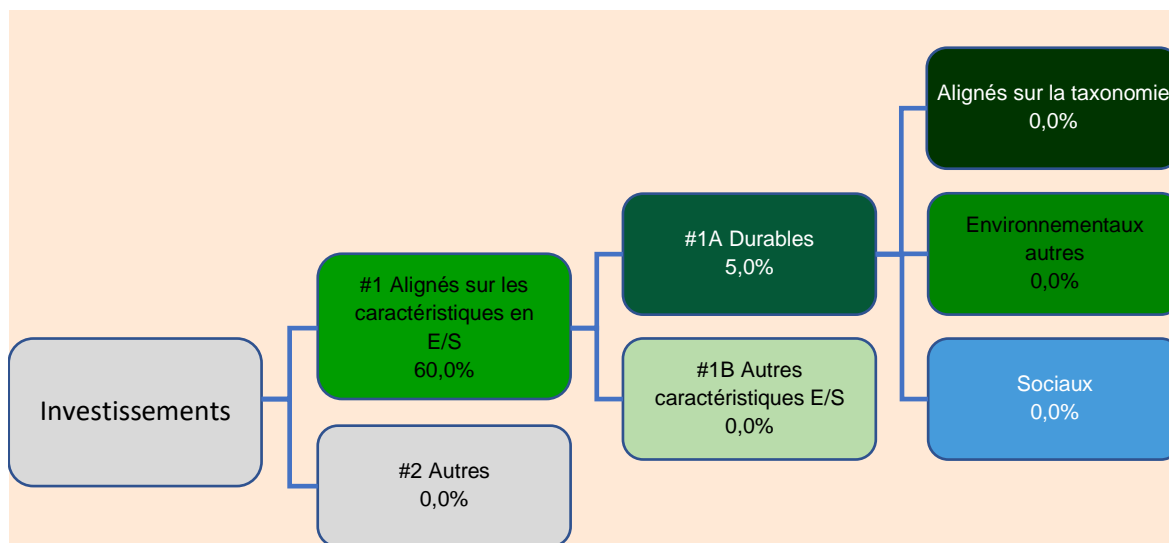 Investissements
#1 Alignés sur les
caractéristiques en
E/S
60,0%
#2 Autres
0,0%
#1A Durables
5,0%
#1B Autres
caractéristiques E/S
0,0%
Alignés sur la taxonomie
0,0%
Environnementaux
autres
0,0%
Sociaux
0,0%